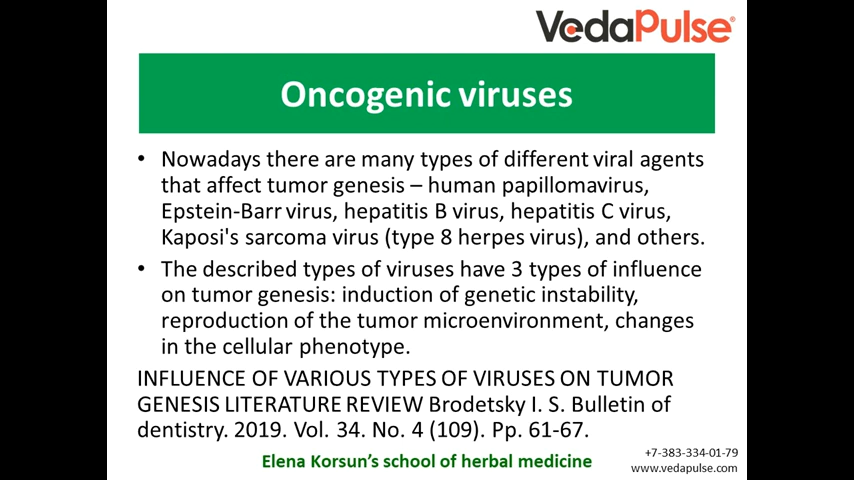 VedaPulse®
Oncogenic viruses
• Nowadays there are many types of different viral agents
that affect tumor genesis – human papillomavirus,
Epstein-Barr virus, hepatitis B virus, hepatitis C virus,
Kaposi's sarcoma virus (type 8 herpes virus), and others.
• The described types of viruses have 3 types of influence
on tumor genesis: induction of genetic instability,
reproduction of the tumor microenvironment, changes
in the cellular phenotype.
INFLUENCE OF VARIOUS TYPES OF VIRUSES ON TUMOR
GENESIS LITERATURE REVIEW Brodetsky I. S. Bulletin of
dentistry. 2019. Vol. 34. No. 4 (109). Pp. 61-67.
Elena Korsun’s school of herbal medicine
+7-383-334-01-79
www.vedapulse.com